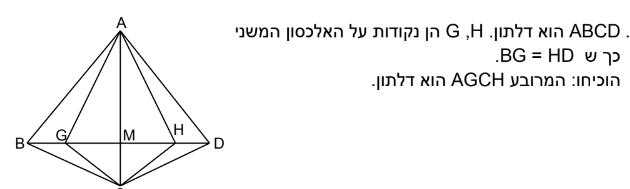 ABCD הוא דלתון. G ,H הן נקודות על האלכסון המשני
כך ש BG = HD.
הוכיחו: המרובע AGCH הוא דלתון.
A
B G M H D